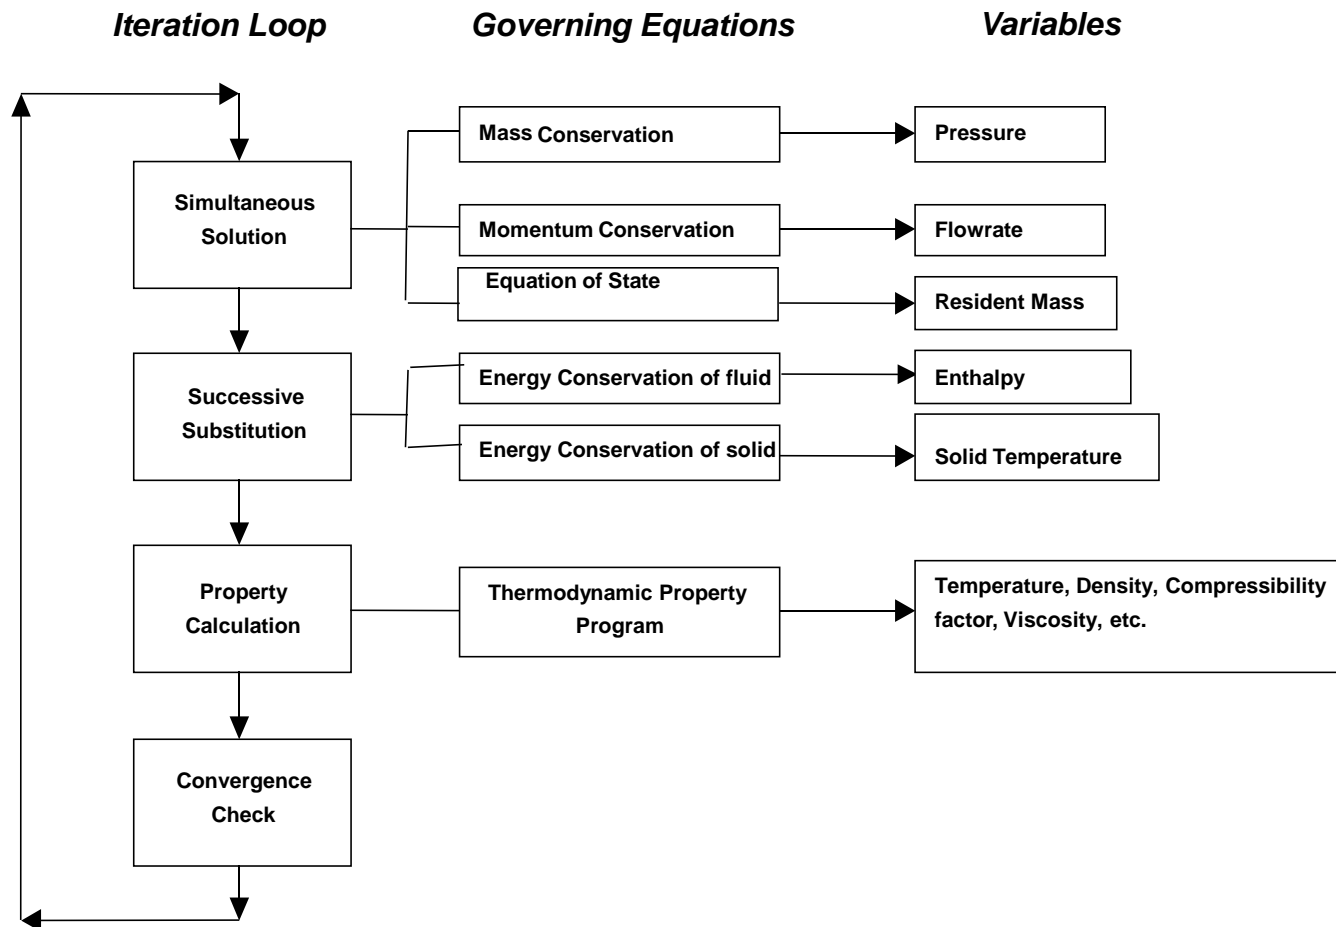 Iteration Loop
Governing Equations
Variables
Mass Conservation
Pressure
Simultaneous
Solution
Momentum Conservation
Flowrate
Equation of State
Resident Mass
Successive
Substitution
Energy Conservation of fluid
Enthalpy
Energy Conservation of solid
Solid Temperature
Property
Calculation
Thermodynamic Property
Program
Temperature, Density, Compressibility
factor, Viscosity, etc.
Convergence
Check